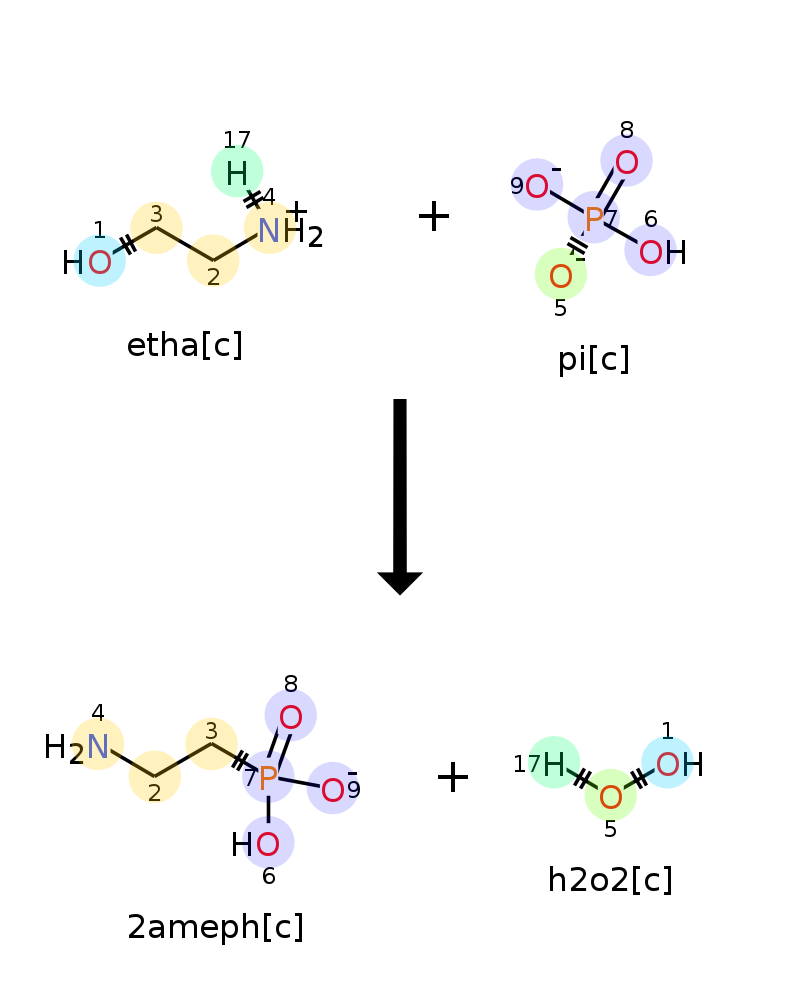 17
H
4
+
1
3
HO
NH2
2
etha[c]
+
8
O
9O-
P7
6
OH
-
O
5
pi[c]
4
H2N
3
2
8
O
7P
-
O9
HO
6
2ameph[c]
+
17H
1
OH
O
5
h2o2[c]